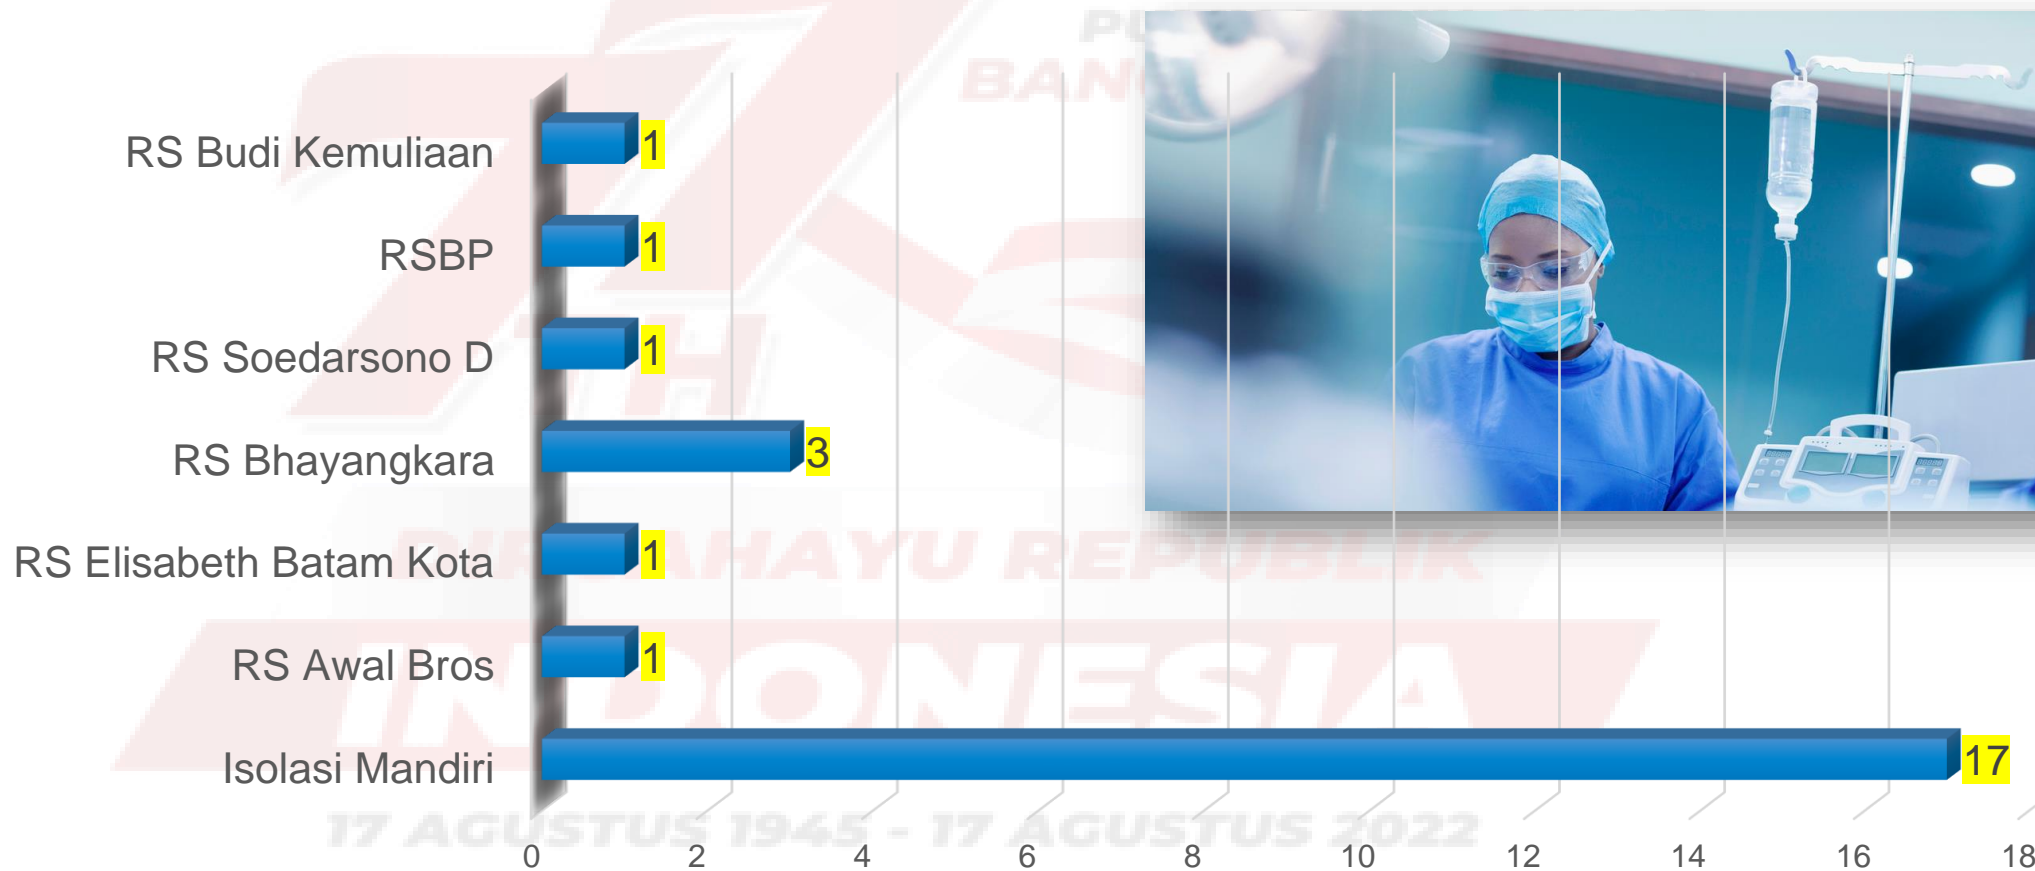 RS Budi Kemuliaan 1
RSBP 1
RS Soedarsono D 1
RS Bhayangkara 3
RS Elisabeth Batam Kota 1
RS Awal Bros 1
Isolasi Mandiri 17
0 2 4 6 8 10 12 14 16 18
77
TH
REPUBLIK
INDONESIA
17 AGUSTUS 1945 - 17 AGUSTUS 2022